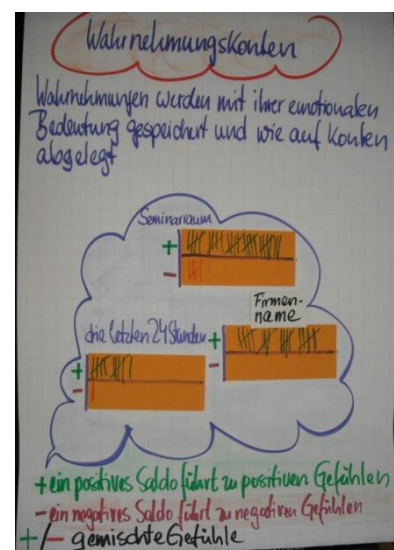 Wahrnehmungskonten
Wahrnehmungen werden mit ihrer emotionalen
Bedeutung gespeichert und wie auf Konten
abgelegt
Seminarraum
+
-
Firmen-
name
die letzten 24 Stunden
+
-
+
-
+ ein positives Saldo führt zu positiven Gefühlen
- ein negatives Saldo führt zu negativen Gefühlen
+/- gemischte Gefühle